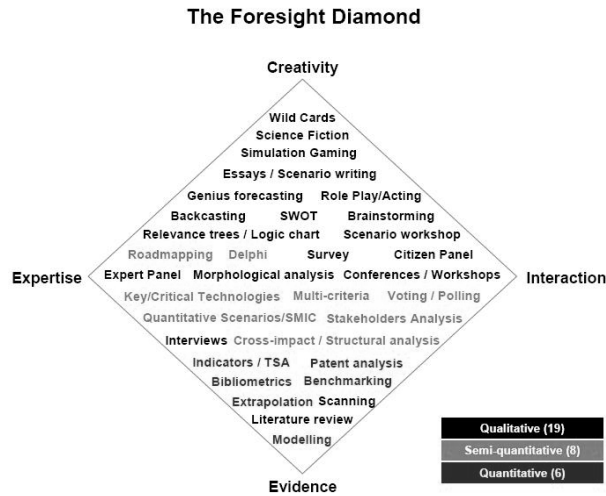 The Foresight Diamond
Creativity
Wild Cards
Science Fiction
Simulation Gaming
Essays / Scenario writing
Genius forecasting Role Play/Acting
Backcasting SWOT Brainstorming
Relevance trees / Logic chart Scenario workshop
Roadmapping Delphi Survey Citizen Panel
Expertise Expert Panel Morphological analysis Conferences / Workshops Interaction
Key/Critical Technologies Multi-criteria Voting / Polling
Quantitative Scenarios/SMIC Stakeholders Analysis
Interviews Cross-impact / Structural analysis
Indicators / TSA Patent analysis
Bibliometrics Benchmarking
Extrapolation Scanning
Literature review
Modelling
Evidence
Qualitative (19)
Semi-quantitative (8)
Quantitative (6)